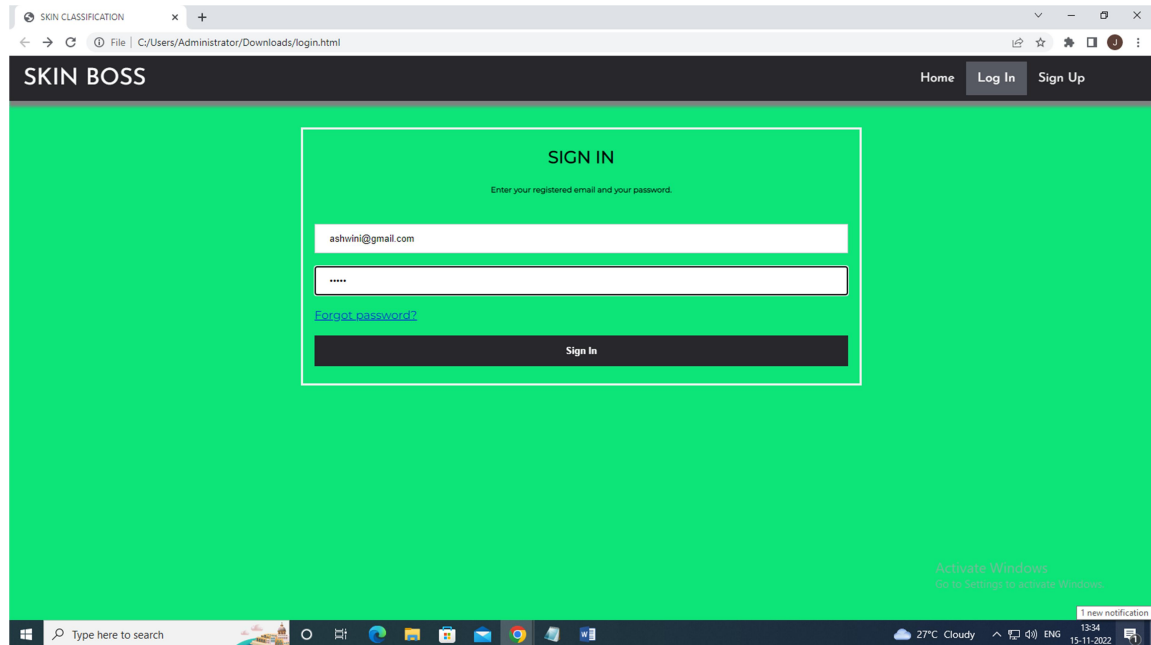 SKIN CLASSIFICATION
File | C:/Users/Administrator/Downloads/login.html
J
SKIN BOSS
Home Log In Sign Up
SIGN IN
Enter your registered email and your password.
ashwini@gmail.com
•••••
Forgot password?
Sign In
Activate Windows
Go to Settings to activate Windows.
1 new notification
Type here to search
27°C Cloudy
ENG
13:34
15-11-2022